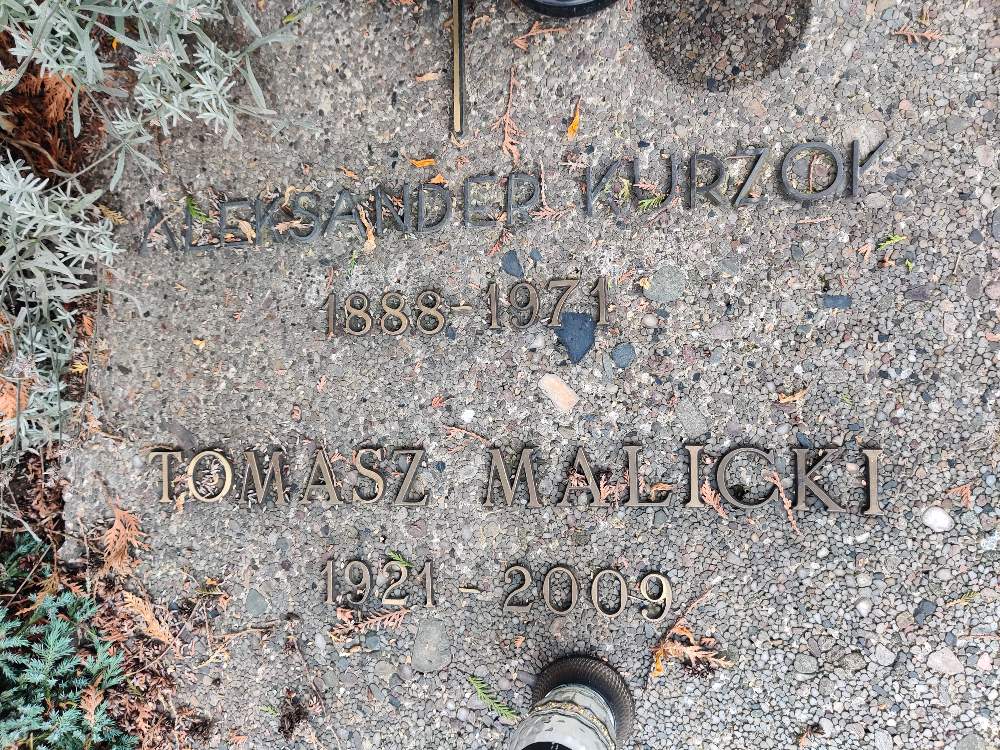 ALEKSANDER KURZOK
1888-1971
TOMASZ MALICKI
1921-2009